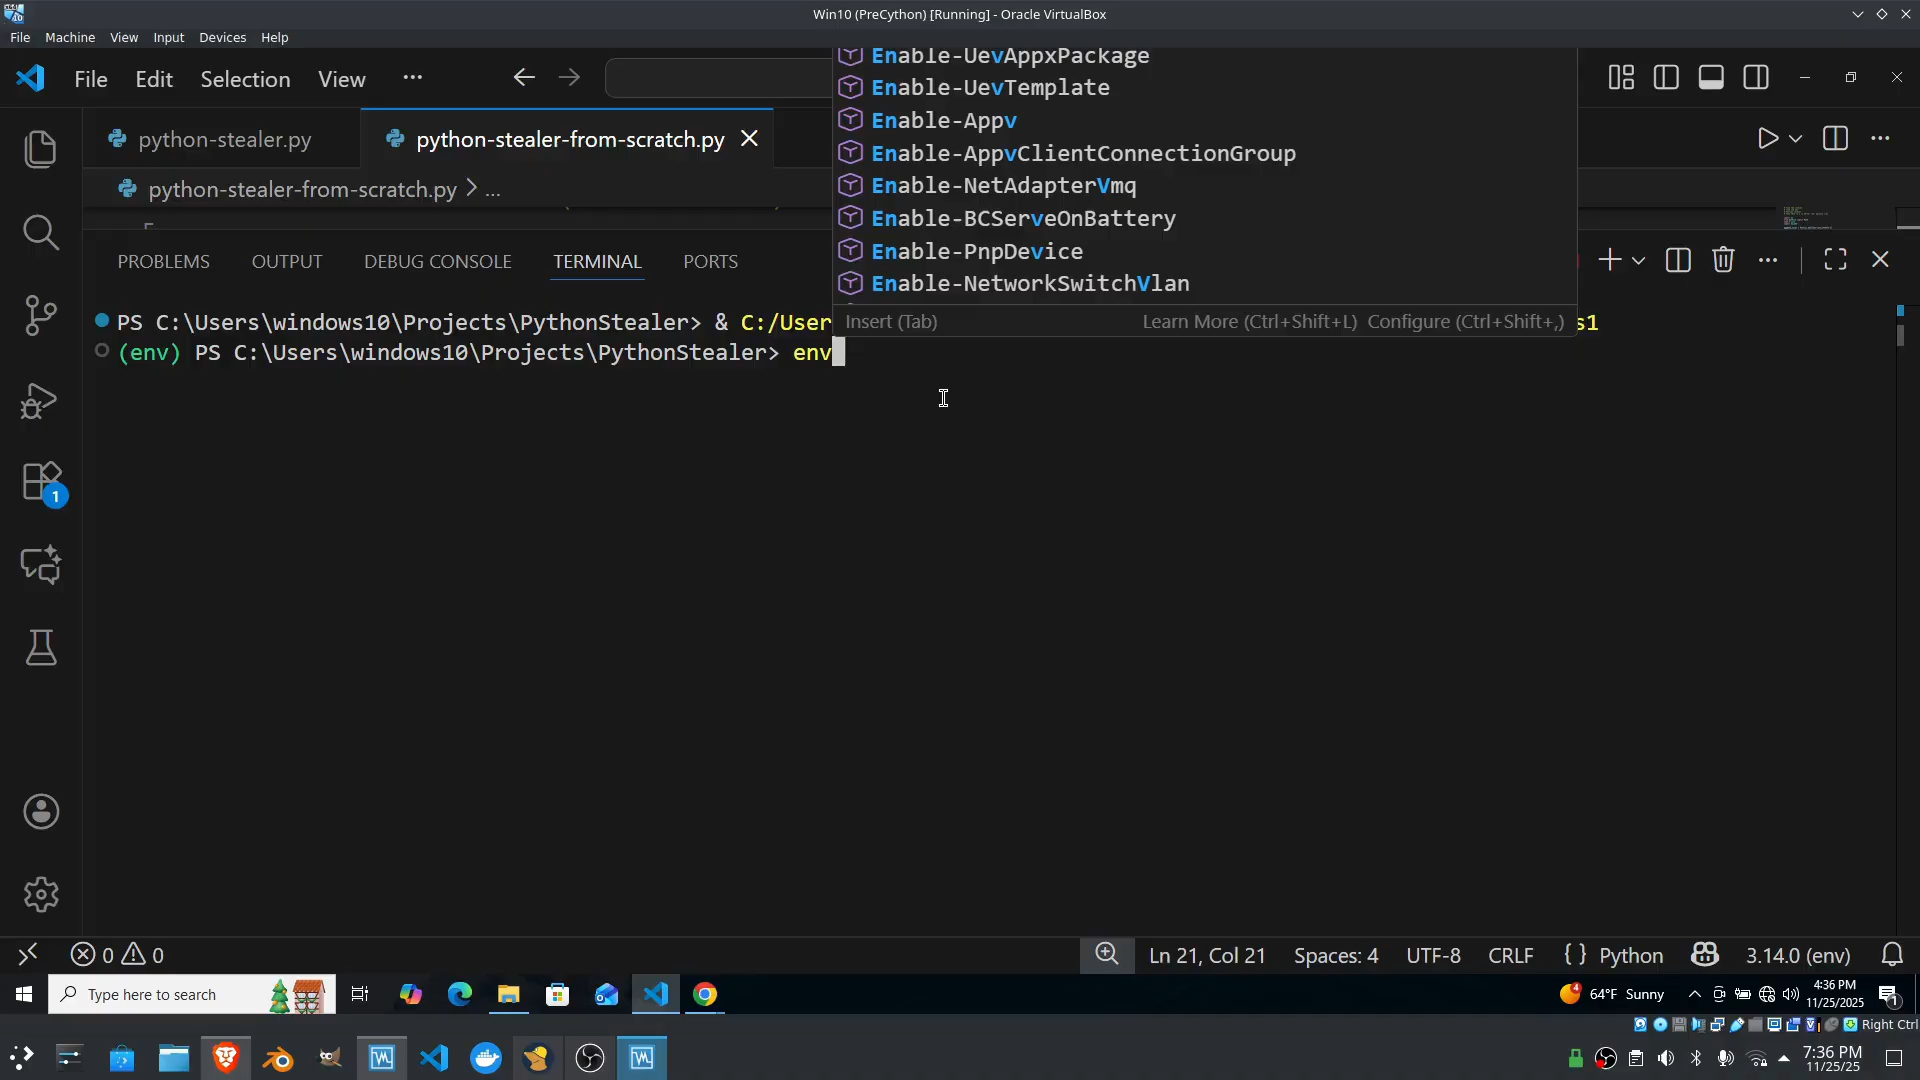 Win10 (PreCython) [Running] - Oracle VirtualBox
File Machine View Input Devices Help
File Edit Selection View ...
Enable-UevAppxPackage
Enable-UevTemplate
Enable-Appv
Enable-AppvClientConnectionGroup
Enable-NetAdapterVmq
Enable-BCServeOnBattery
Enable-PnpDevice
Enable-NetworkSwitchVlan
Insert (Tab) Learn More (Ctrl+Shift+L) Configure (Ctrl+Shift+,)
python-stealer.py python-stealer-from-scratch.py
python-stealer-from-scratch.py > ...
PROBLEMS OUTPUT DEBUG CONSOLE TERMINAL PORTS
PS C:\Users\windows10\Projects\PythonStealer> & C:/User s1
(env) PS C:\Users\windows10\Projects\PythonStealer> env
1
0 0 Ln 21, Col 21 Spaces: 4 UTF-8 CRLF {} Python 3.14.0 (env)
Type here to search 4 64°F Sunny 4:36 PM
11/25/2025 1
Right Ctrl
7:36 PM
11/25/25